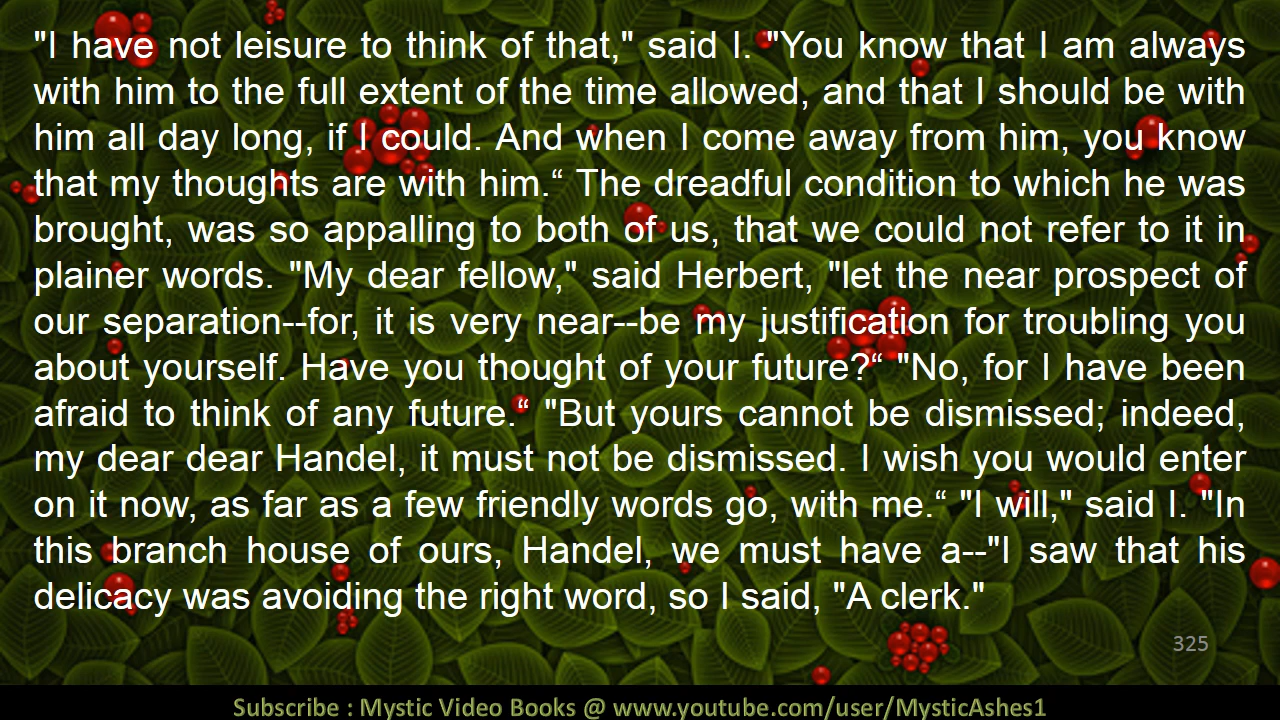 "I have not leisure to think of that," said I. "You know that I am always
with him to the full extent of the time allowed, and that I should be with
him all day long, if I could. And when I come away from him, you know
that my thoughts are with him.“ The dreadful condition to which he was
brought, was so appalling to both of us, that we could not refer to it in
plainer words. "My dear fellow," said Herbert, "let the near prospect of
our separation--for, it is very near--be my justification for troubling you
about yourself. Have you thought of your future?“ "No, for I have been
afraid to think of any future.“ "But yours cannot be dismissed; indeed,
my dear dear Handel, it must not be dismissed. I wish you would enter
on it now, as far as a few friendly words go, with me.“ "I will," said I. "In
this branch house of ours, Handel, we must have a--"I saw that his
delicacy was avoiding the right word, so I said, "A clerk."
325
Subscribe : Mystic Video Books @ www.youtube.com/user/MysticAshes1